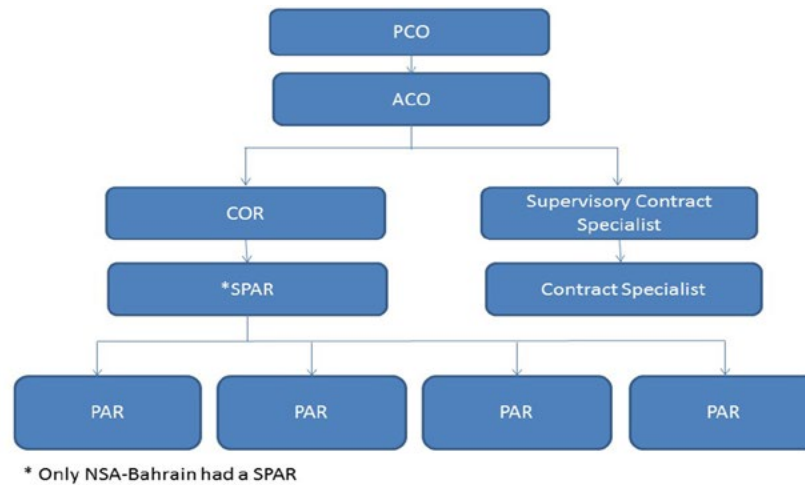 PCO
ACO
COR
Supervisory Contract
Specialist
*SPAR
Contract Specialist
PAR
PAR
PAR
PAR
* Only NSA-Bahrain had a SPAR